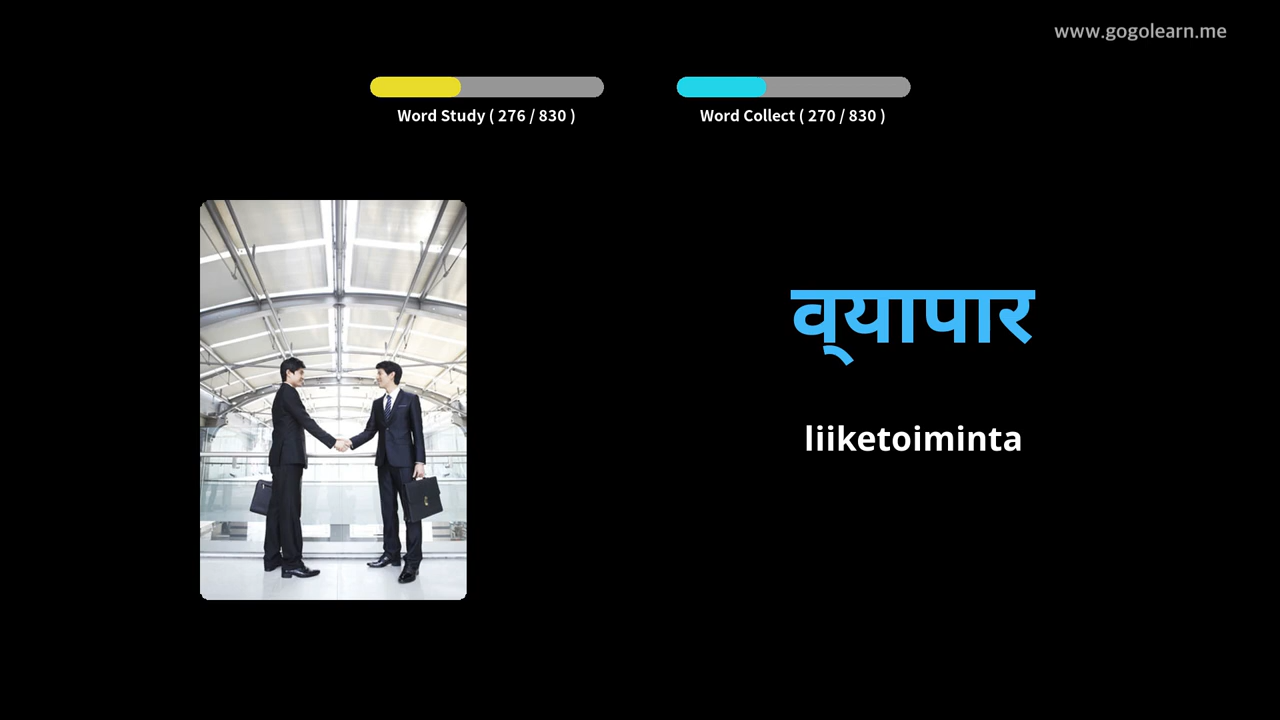 www.gogolearn.me
Word Study ( 276 / 830 )
Word Collect ( 270 / 830 )
व्यापार
liiketoiminta